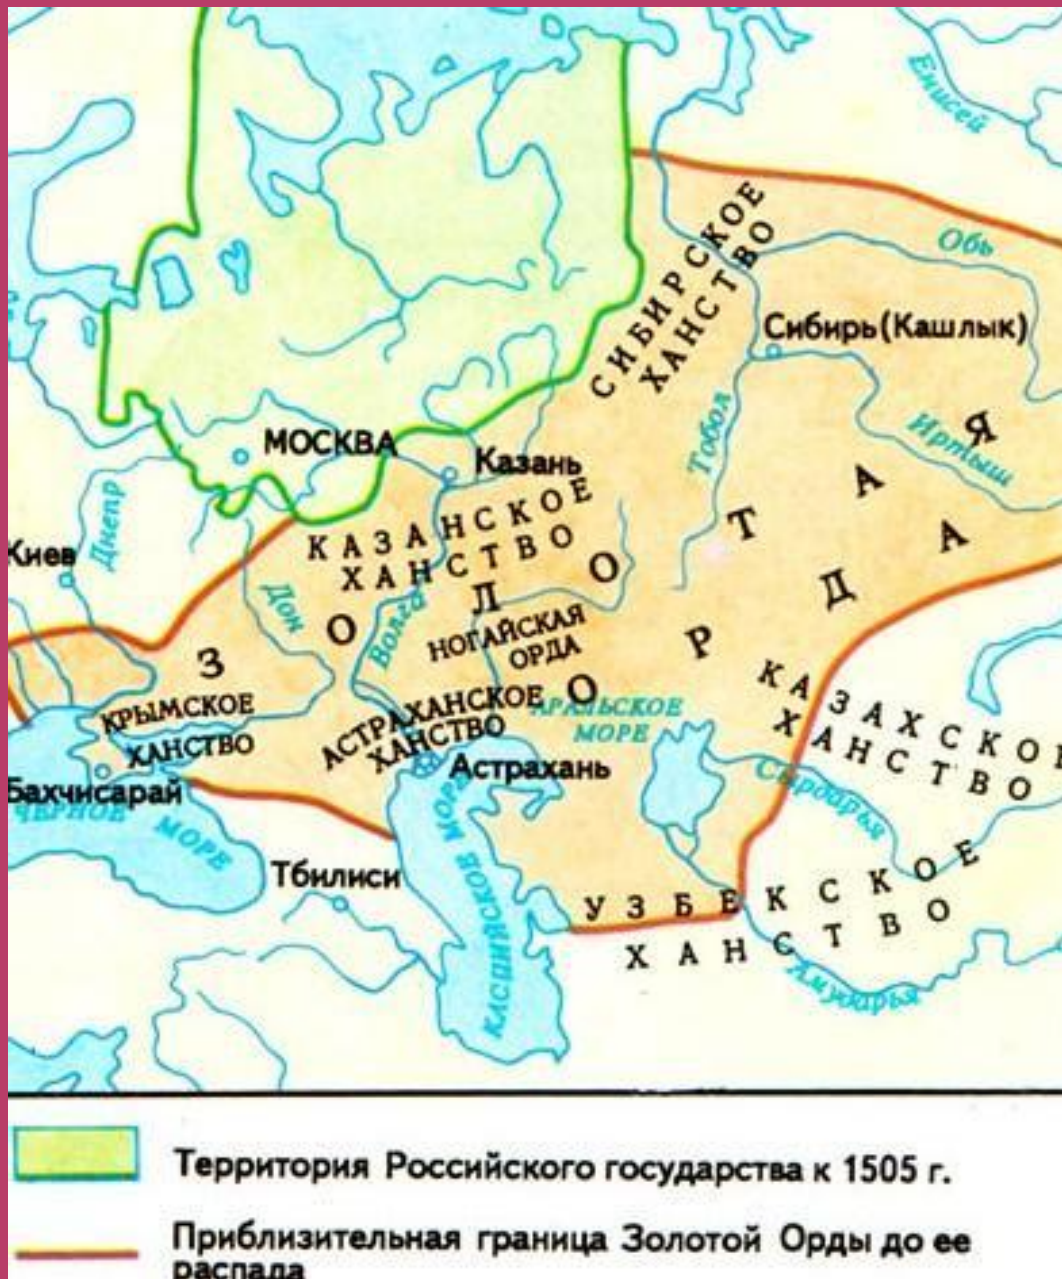 Енисей
Обь
СИБИРСКОЕ
ХАНСТВО
Сибирь (Кашлык)
Тобол
Иртыш
МОСКВА
Казань
Днепр
Киев
КАЗАНСКОЕ
ХАНСТВО
Дон
Волга
ЗОЛОТАЯ
ОРДА
НОГАЙСКАЯ
ОРДА
КРЫМСКОЕ
ХАНСТВО
АСТРАХАНСКОЕ
ХАНСТВО
АРАЛЬСКОЕ
МОРЕ
КАЗАХСКОЕ
ХАНСТВО
Астрахань
Бахчисарай
ЧЕРНОЕ
МОРЕ
Сырдарья
Тбилиси
КАСПИЙСКОЕ МОРЕ
УЗБЕКСКОЕ
ХАНСТВО
Амударья
Территория Российского государства к 1505 г.
Приблизительная граница Золотой Орды до ее
распада